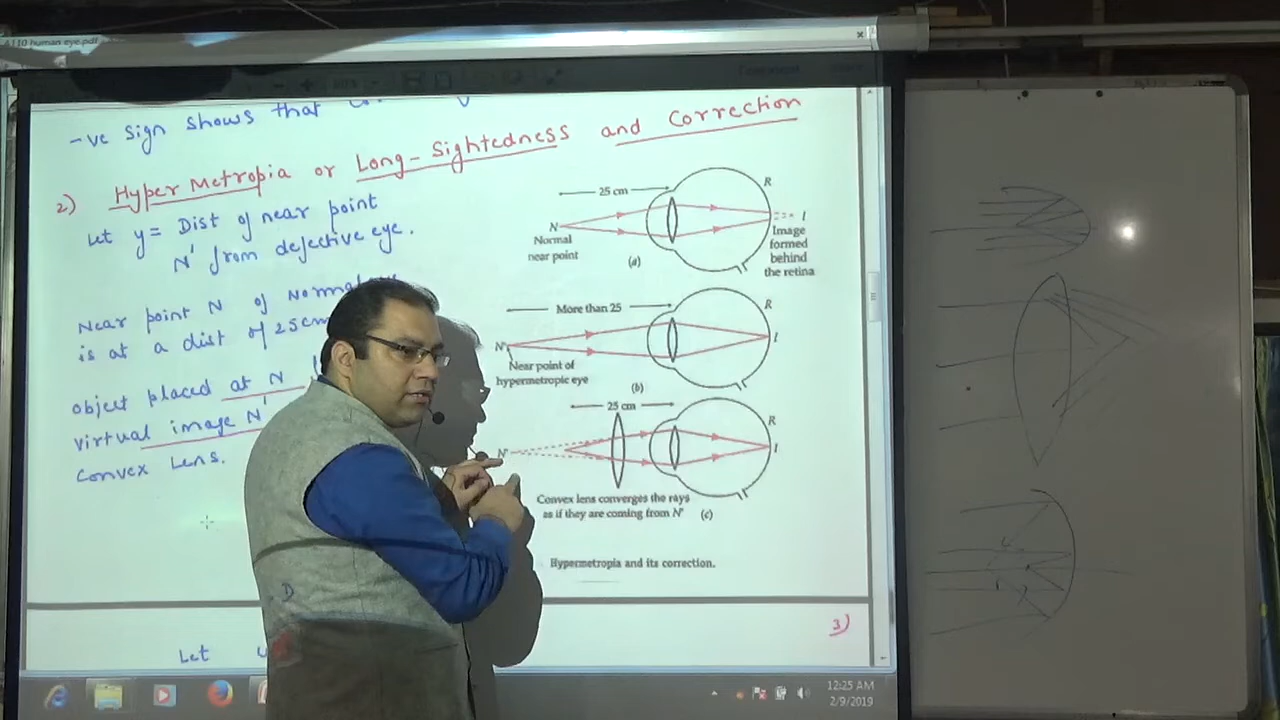 10 human eye.pdf
-ve sign shows that
2) Hyper Metropia or Long-Sightedness and Correction
Let y = Dist of near point
N' from defective eye.
Near point N of Normal
is at a dist of 25cm
object placed at N
virtual image N'
Convex Lens.
25 cm
R
N
I
Normal
near point
Image
formed
behind
the retina
(a)
More than 25
R
N'
I
Near point of
hypermetropic eye
(b)
25 cm
R
N'
I
Convex lens converges the rays
as if they are coming from N'
(c)
Hypermetropia and its correction.
3)
Let
12:25 AM
2/9/2019